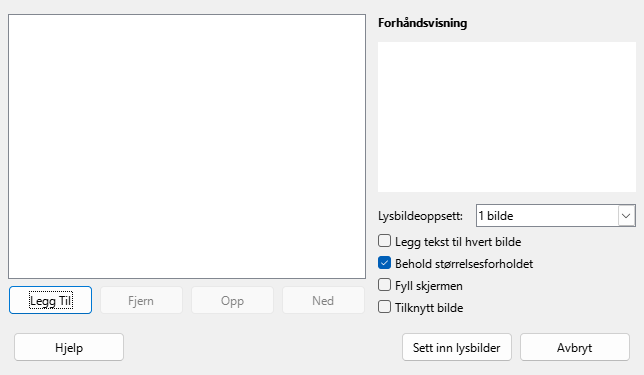 Forhåndsvisning
Lysbildeoppsett: 1 bilde
Legg tekst til hvert bilde
Behold størrelsesforholdet
Fyll skjermen
Tilknytt bilde
Legg Til Fjern Opp Ned
Hjelp Sett inn lysbilder Avbryt